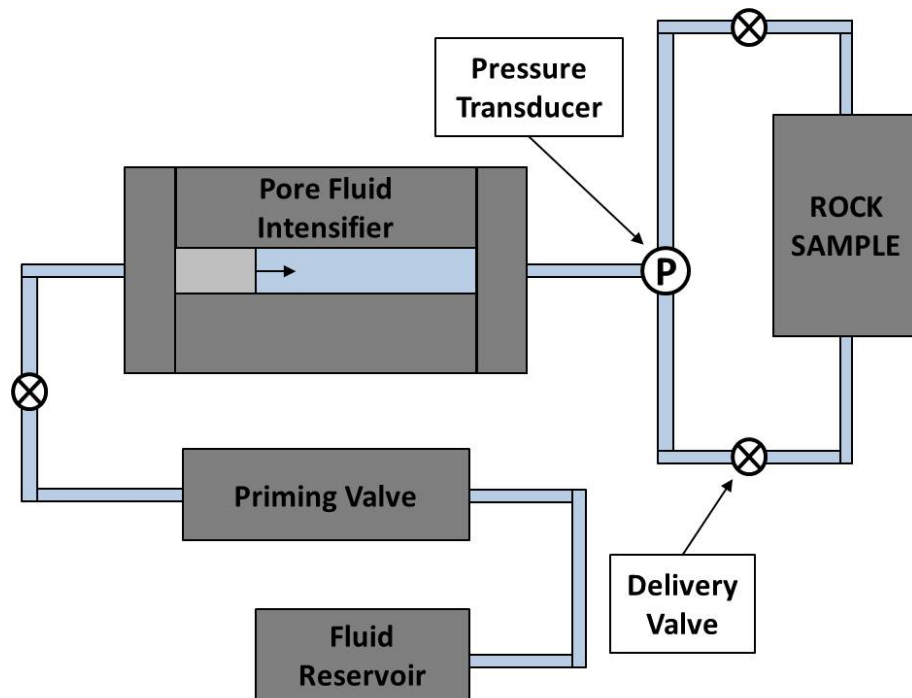 Pressure
Transducer
Pore Fluid
Intensifier
ROCK
SAMPLE
P
Priming Valve
Delivery
Valve
Fluid
Reservoir